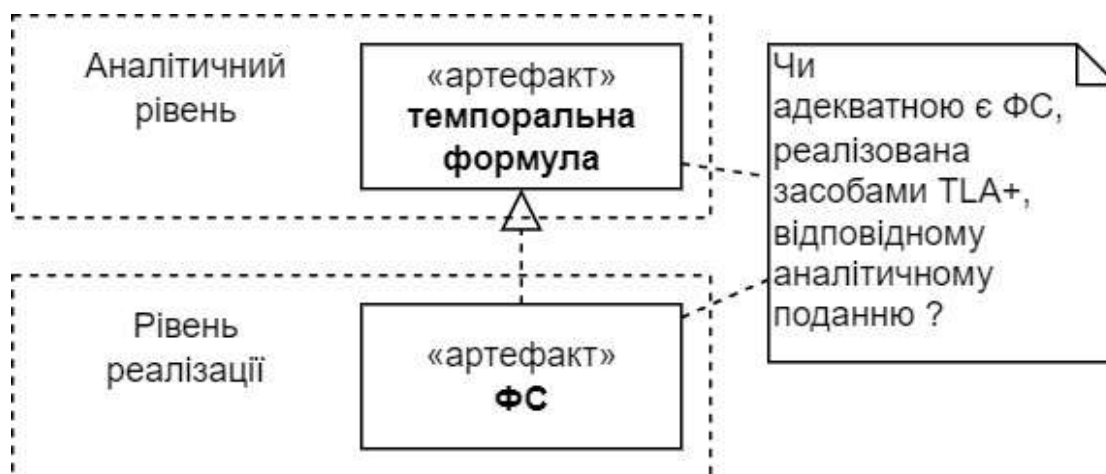 Аналітичний
рівень
«артефакт»
темпоральна
формула
Чи
адекватною є ФС,
реалізована
засобами TLA+,
відповідному
аналітичному
поданню ?
Рівень
реалізації
«артефакт»
ФС